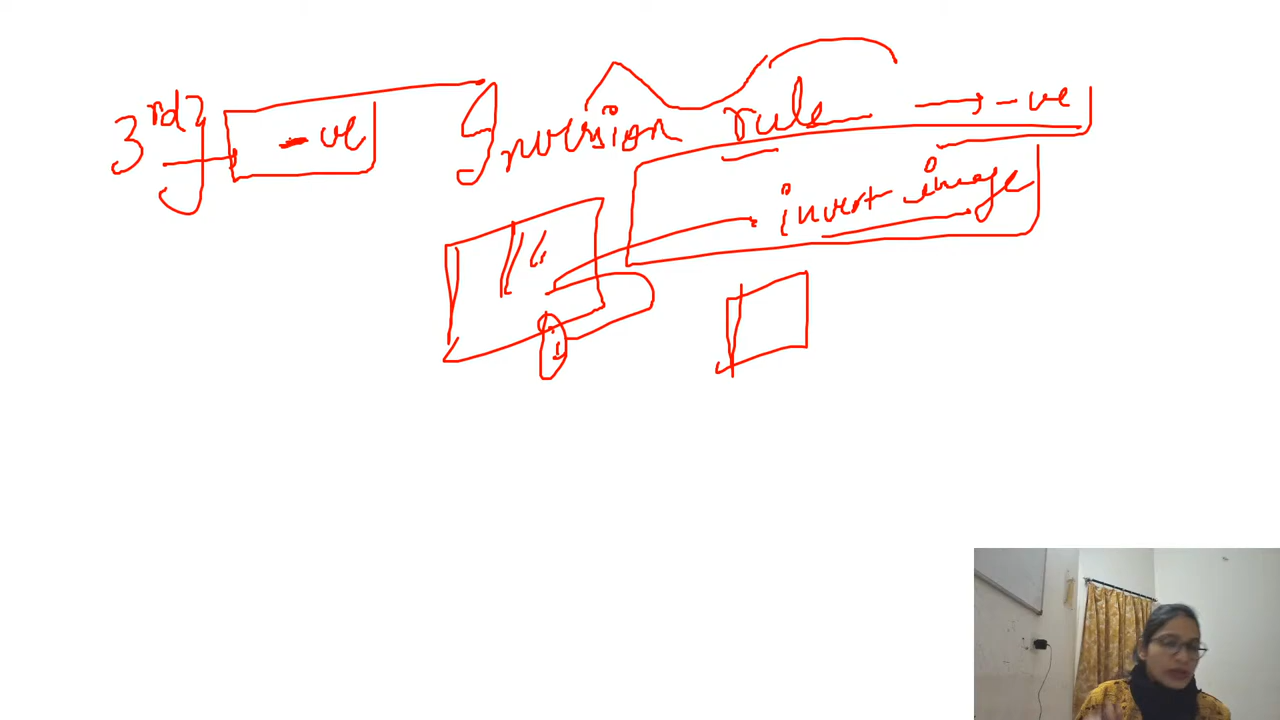 3rd -ve Inversion rule → -ve
invert image
i